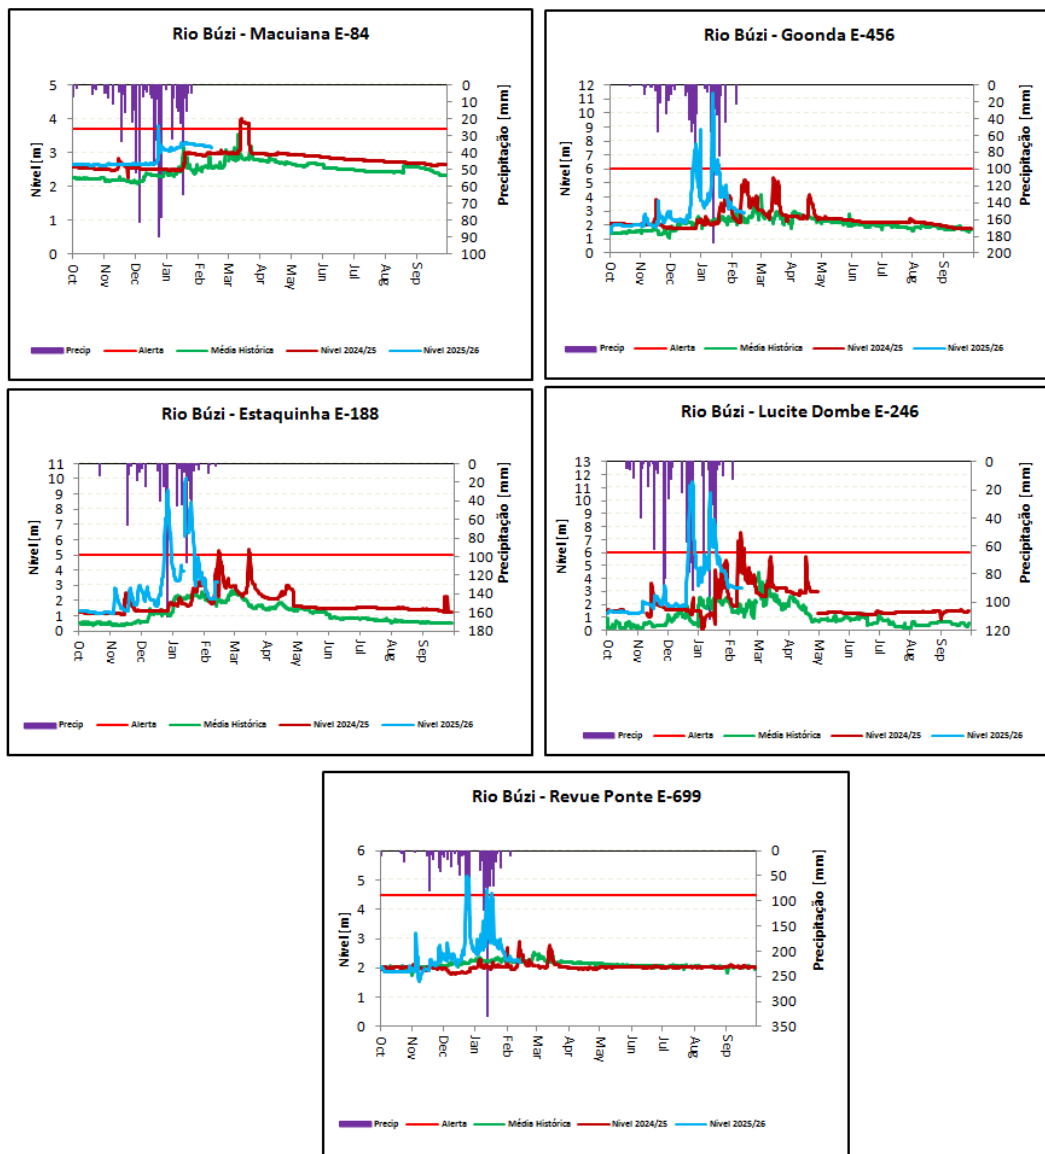 Rio Búzi - Macuiana E-84
Nível [m]
5
4
3
2
1
0
0
10
20
30
40
50
60
70
80
90
100
Precipitação [mm]
Oct
Nov
Dec
Jan
Feb
Mar
Apr
May
Jun
Jul
Aug
Sep
Precip
Alerta
Média Histórica
Nível 2024/25
Nível 2025/26
Rio Búzi - Goonda E-456
Nível [m]
12
11
10
9
8
7
6
5
4
3
2
1
0
0
20
40
60
80
100
120
140
160
180
200
Precipitação [mm]
Oct
Nov
Dec
Jan
Feb
Mar
Apr
May
Jun
Jul
Aug
Sep
Precip
Alerta
Média Histórica
Nível 2024/25
Nível 2025/26
Rio Búzi - Estaquinha E-188
Nível [m]
11
10
9
8
7
6
5
4
3
2
1
0
0
20
40
60
80
100
120
140
160
180
Precipitação [mm]
Oct
Nov
Dec
Jan
Feb
Mar
Apr
May
Jun
Jul
Aug
Sep
Precip
Alerta
Média Histórica
Nível 2024/25
Nível 2025/26
Rio Búzi - Lucite Dombe E-246
Nível [m]
13
12
11
10
9
8
7
6
5
4
3
2
1
0
0
20
40
60
80
100
120
Precipitação [mm]
Oct
Nov
Dec
Jan
Feb
Mar
Apr
May
Jun
Jul
Aug
Sep
Precip
Alerta
Média Histórica
Nível 2024/25
Nível 2025/26
Rio Búzi - Revue Ponte E-699
Nível [m]
6
5
4
3
2
1
0
0
50
100
150
200
250
300
350
Precipitação [mm]
Oct
Nov
Dec
Jan
Feb
Mar
Apr
May
Jun
Jul
Aug
Sep
Precip
Alerta
Média Histórica
Nível 2024/25
Nível 2025/26